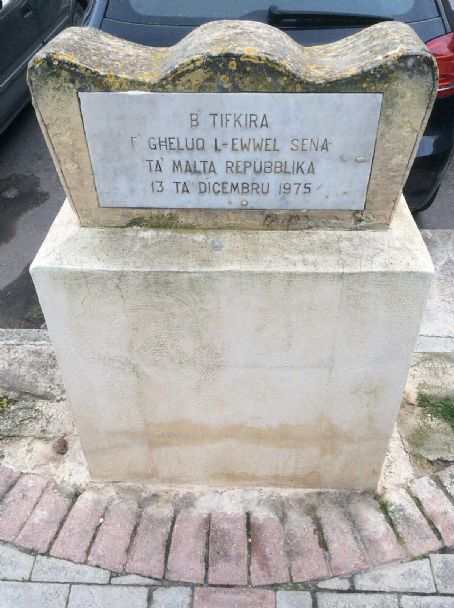 B' TIFKIRA
F' GHELUQ L-EWWEL SENA
TA' MALTA REPUBBLIKA
13 TA' DIĊEMBRU 1975